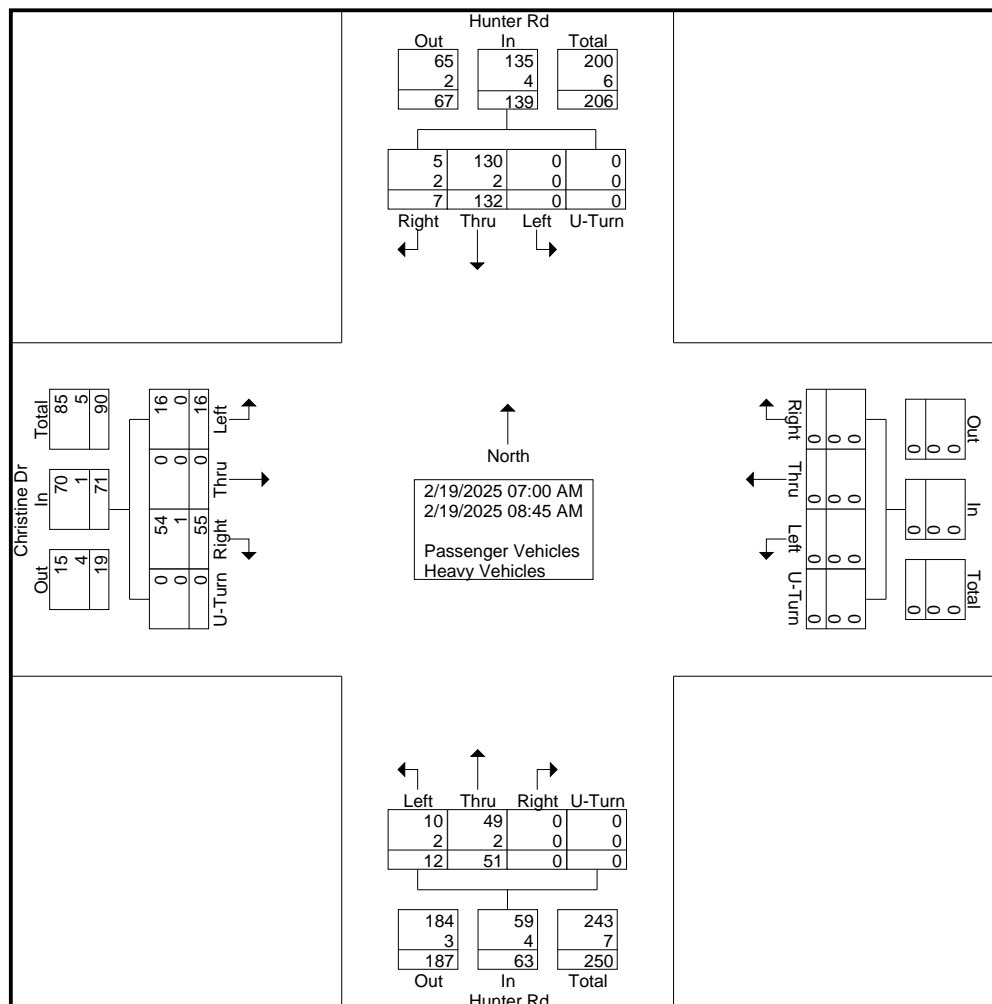 Hunter Rd
Out In Total
65 135 200
2 4 6
67 139 206
5 130 0 0
2 2 0 0
7 132 0 0
Right Thru Left U-Turn
Christine Dr
Total
85
5
90
In
70
1
71
Out
15
4
19
16 0 16 Left
0 0 0 Thru
54 1 55 Right
0 0 0 U-Turn
North
2/19/2025 07:00 AM
2/19/2025 08:45 AM
Passenger Vehicles
Heavy Vehicles
Right 0 0 0
Thru 0 0 0
Left 0 0 0
U-Turn 0 0 0
Out
0 0 0
In
0 0 0
Total
0 0 0
Left Thru Right U-Turn
10 49 0 0
2 2 0 0
12 51 0 0
184 59 243
3 4 7
187 63 250
Out In Total
Hunter Rd